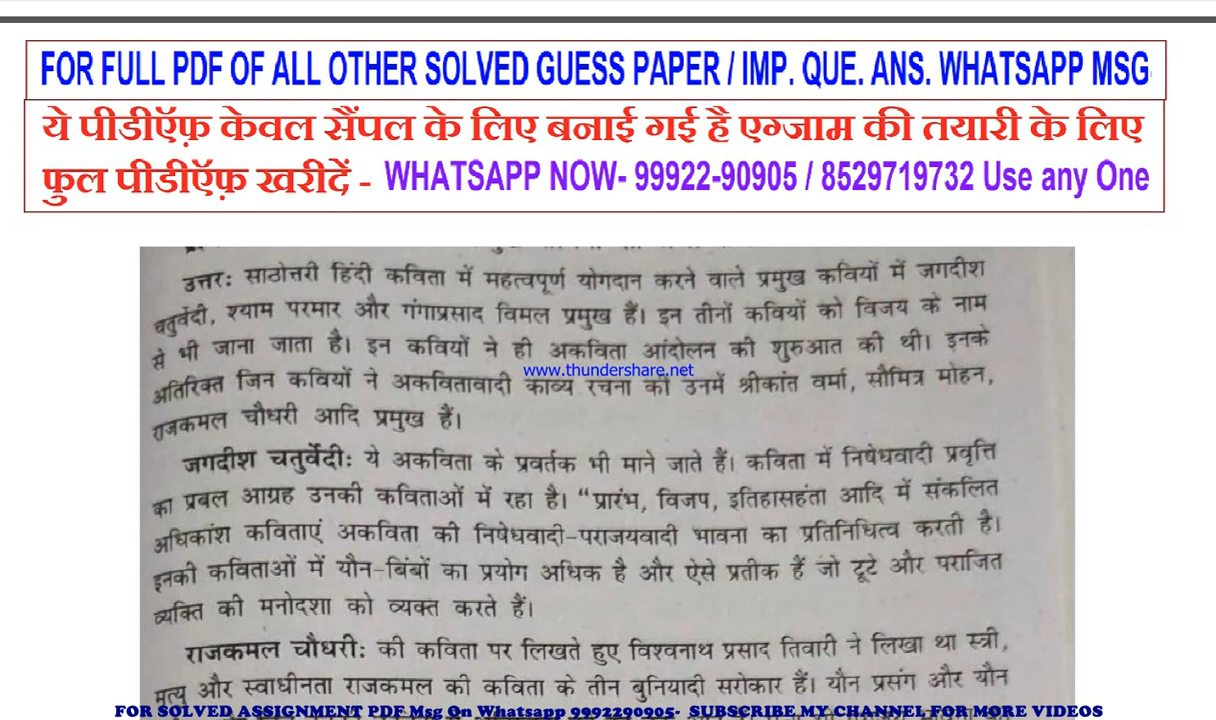 FOR FULL PDF OF ALL OTHER SOLVED GUESS PAPER / IMP. QUE. ANS. WHATSAPP MSG
ये पीडीऍफ़ केवल सैंपल के लिए बनाई गई है एग्जाम की तयारी के लिए
फुल पीडीऍफ़ खरीदें - WHATSAPP NOW- 99922-90905 / 8529719732 Use any One
उत्तरः साठोत्तरी हिंदी कविता में महत्वपूर्ण योगदान करने वाले प्रमुख कवियों में जगदीश
चतुर्वेदी, श्याम परमार और गंगाप्रसाद विमल प्रमुख हैं। इन तीनों कवियों को विजय के नाम
से भी जाना जाता है। इन कवियों ने ही अकविता आंदोलन की शुरुआत की थी। इनके
www.thundershare.net
अतिरिक्त जिन कवियों ने अकवितावादी काव्य रचना की उनमें श्रीकांत वर्मा, सौमित्र मोहन,
राजकमल चौधरी आदि प्रमुख हैं।
जगदीश चतुर्वेदीः ये अकविता के प्रवर्तक भी माने जाते हैं। कविता में निषेधवादी प्रवृत्ति
का प्रबल आग्रह उनकी कविताओं में रहा है। “प्रारंभ, विजप, इतिहासहंता आदि में संकलित
अधिकांश कविताएं अकविता की निषेधवादी-पराजयवादी भावना का प्रतिनिधित्व करती है।
इनकी कविताओं में यौन-बिंबों का प्रयोग अधिक है और ऐसे प्रतीक हैं जो टूटे और पराजित
व्यक्ति की मनोदशा को व्यक्त करते हैं।
राजकमल चौधरीः की कविता पर लिखते हुए विश्वनाथ प्रसाद तिवारी ने लिखा था स्त्री,
मृत्यु और स्वाधीनता राजकमल की कविता के तीन बुनियादी सरोकार हैं। यौन प्रसंग और यौन
FOR SOLVED ASSIGNMENT PDF Msg On Whatsapp 9992290905- SUBSCRIBE MY CHANNEL FOR MORE VIDEOS